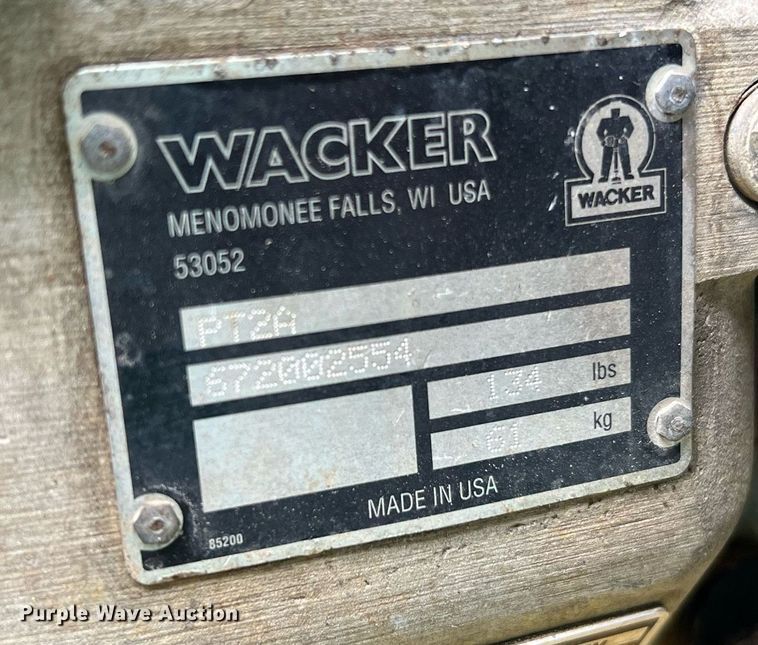 WACKER
WACKER
MENOMONEE FALLS, WI USA
53052
PT2A
672002554
134 lbs
61 kg
MADE IN USA
85200
Purple Wave Auction